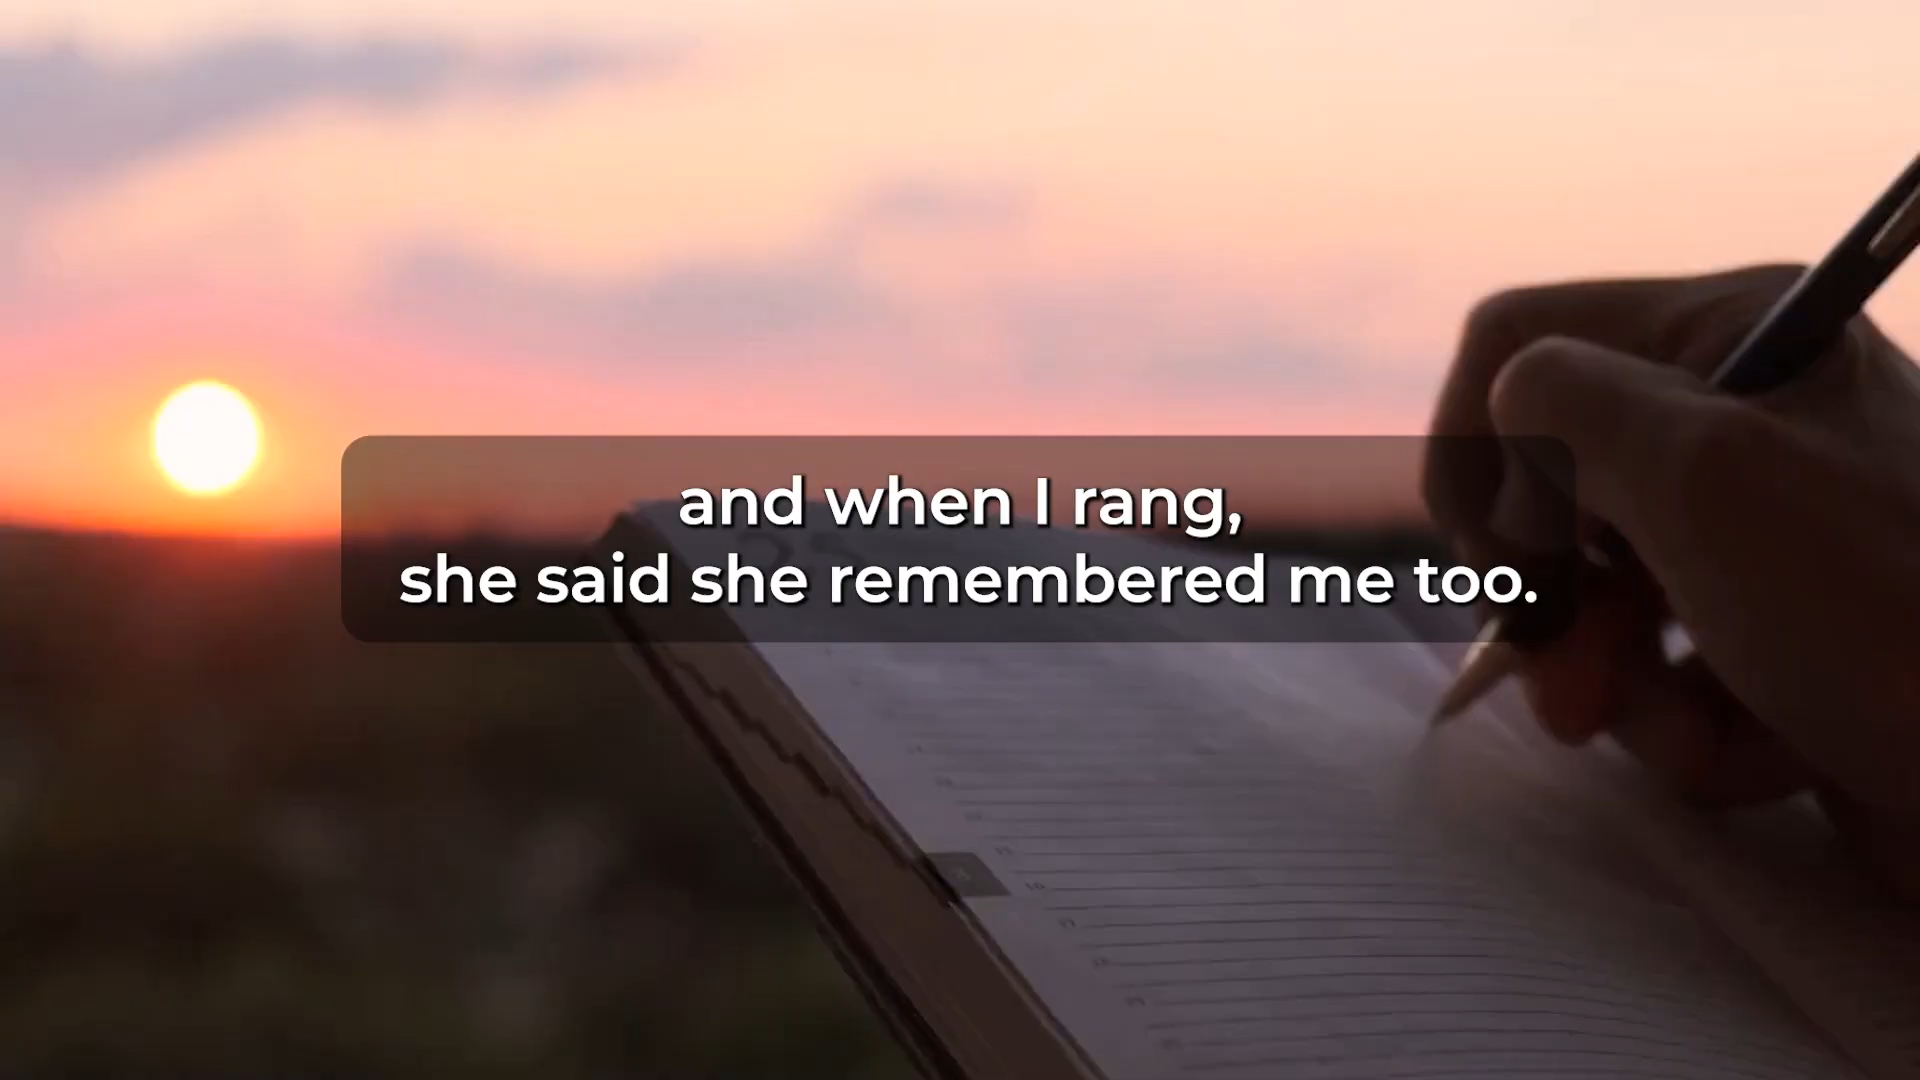 and when I rang,
she said she remembered me too.